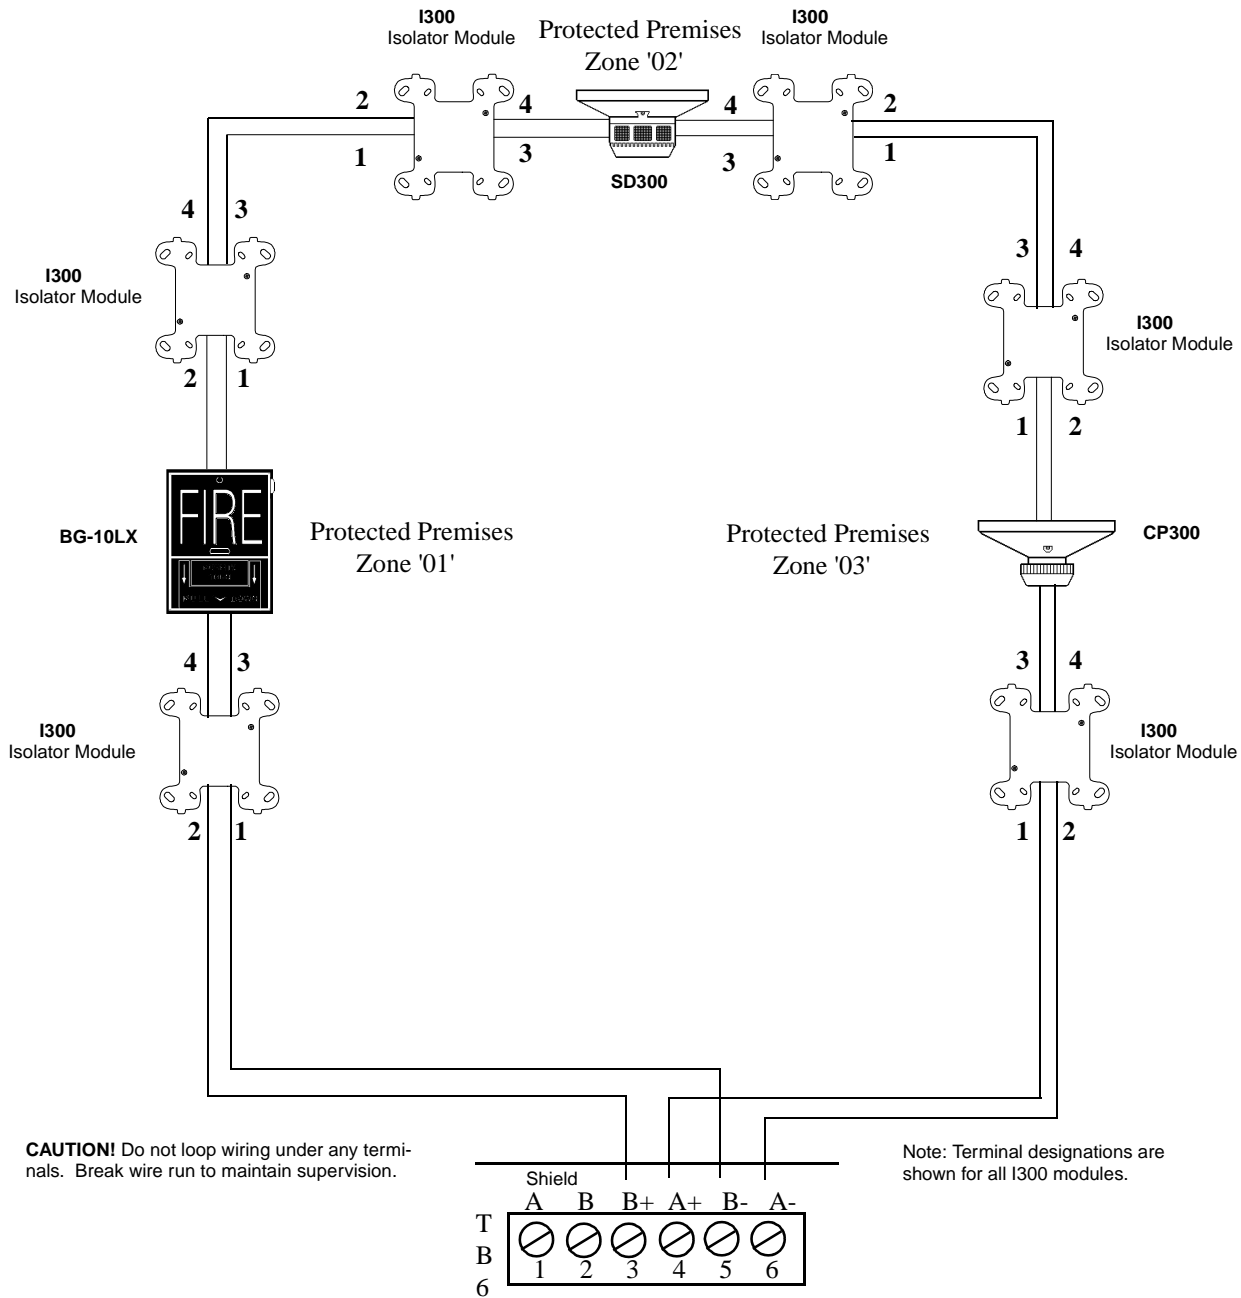 I300
Isolator Module
Protected Premises
Zone '02'
I300
Isolator Module
2
4
4
2
1
3
3
1
SD300
4
3
3
4
I300
Isolator Module
I300
Isolator Module
2
1
1
2
FIRE
BG-10LX
Protected Premises
Zone '01'
Protected Premises
Zone '03'
CP300
4
3
3
4
I300
Isolator Module
I300
Isolator Module
2
1
1
2
CAUTION! Do not loop wiring under any termi-
nals. Break wire run to maintain supervision.
Note: Terminal designations are
shown for all I300 modules.
Shield
A B B+ A+ B- A-
T
B
6
1 2 3 4 5 6